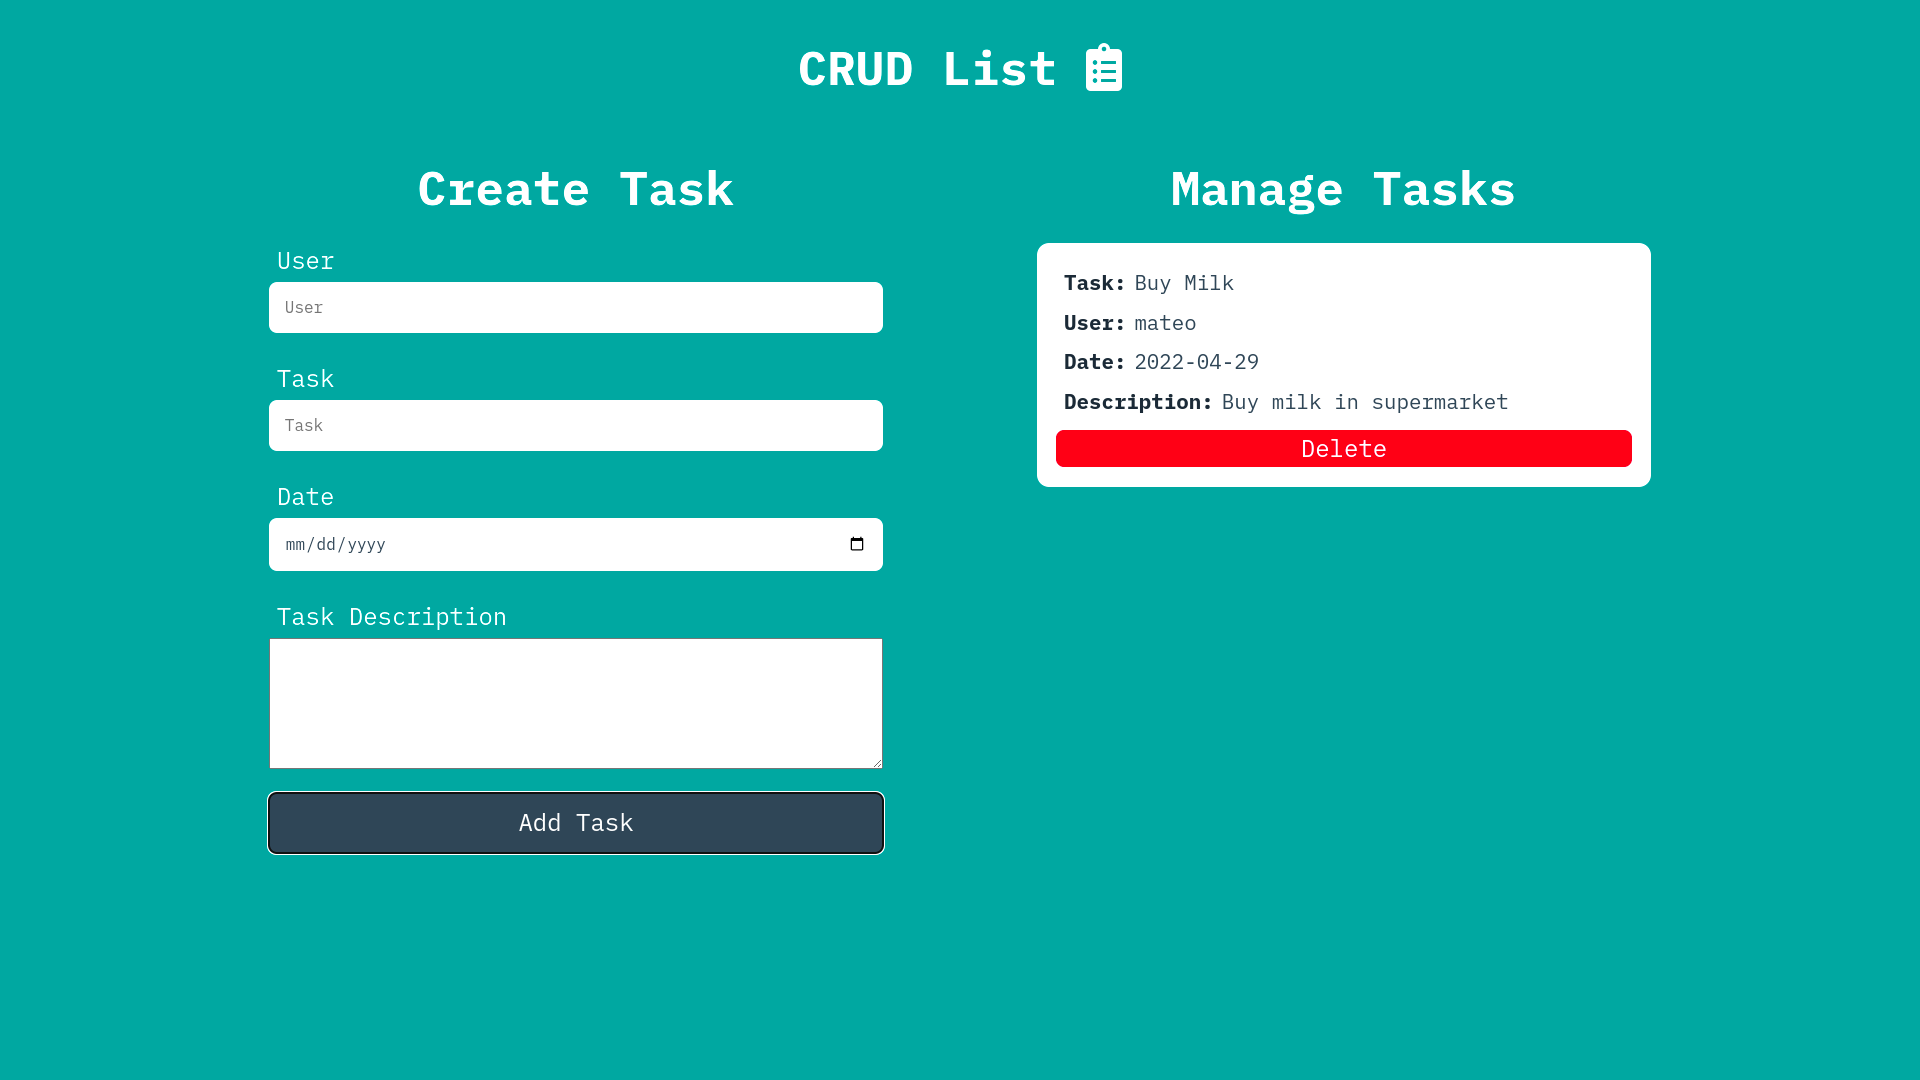 CRUD List
Create Task
User
User
Task
Task
Date
mm/dd/yyyy
Task Description
Add Task
Manage Tasks
Task: Buy Milk
User: mateo
Date: 2022-04-29
Description: Buy milk in supermarket
Delete